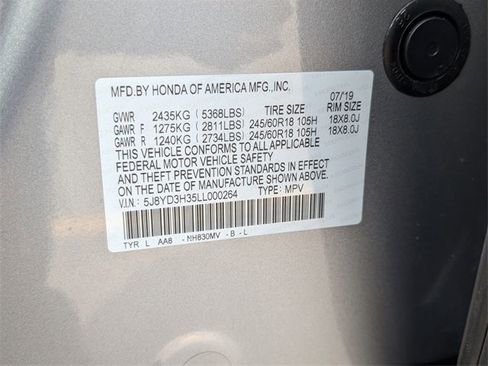 MFD.BY HONDA OF AMERICA MFG.,INC. 07/19
GVWR 2435KG ( 5368LBS) TIRE SIZE RIM SIZE
GAWR F 1275KG ( 2811LBS) 245/60R18 105H 18X8.0J
GAWR R 1240KG ( 2734LBS) 245/60R18 105H 18X8.0J
THIS VEHICLE CONFORMS TO ALL APPLICABLE
FEDERAL MOTOR VEHICLE SAFETY
AND THEFT PREVENTION STANDARDS IN EFFECT
ON THE DATE OF MANUFACTURE SHOWN ABOVE.
V.I.N.: 5J8YD3H35LL000264 TYPE: MPV
TYR L AA8 - NH830MV - B - L